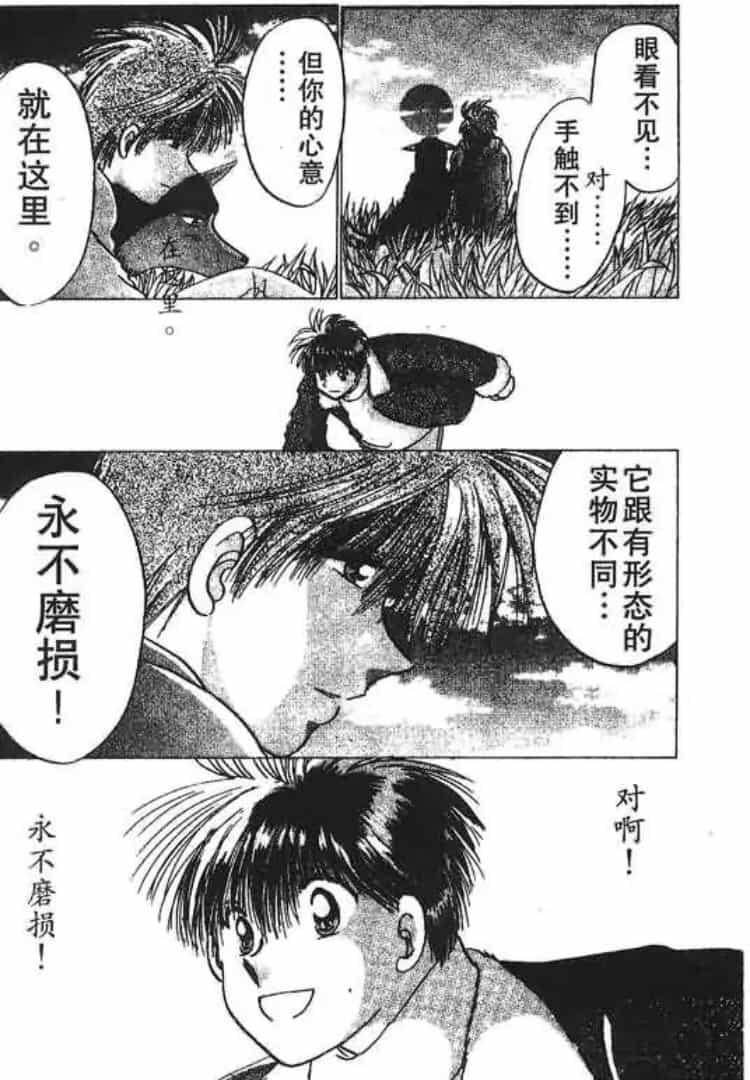 眼看不见…
手触不到……
对……
但你的心意
……
就在这里。
在这里。
它跟有形态的
实物不同…
永不磨损！
对啊！
永不磨损！